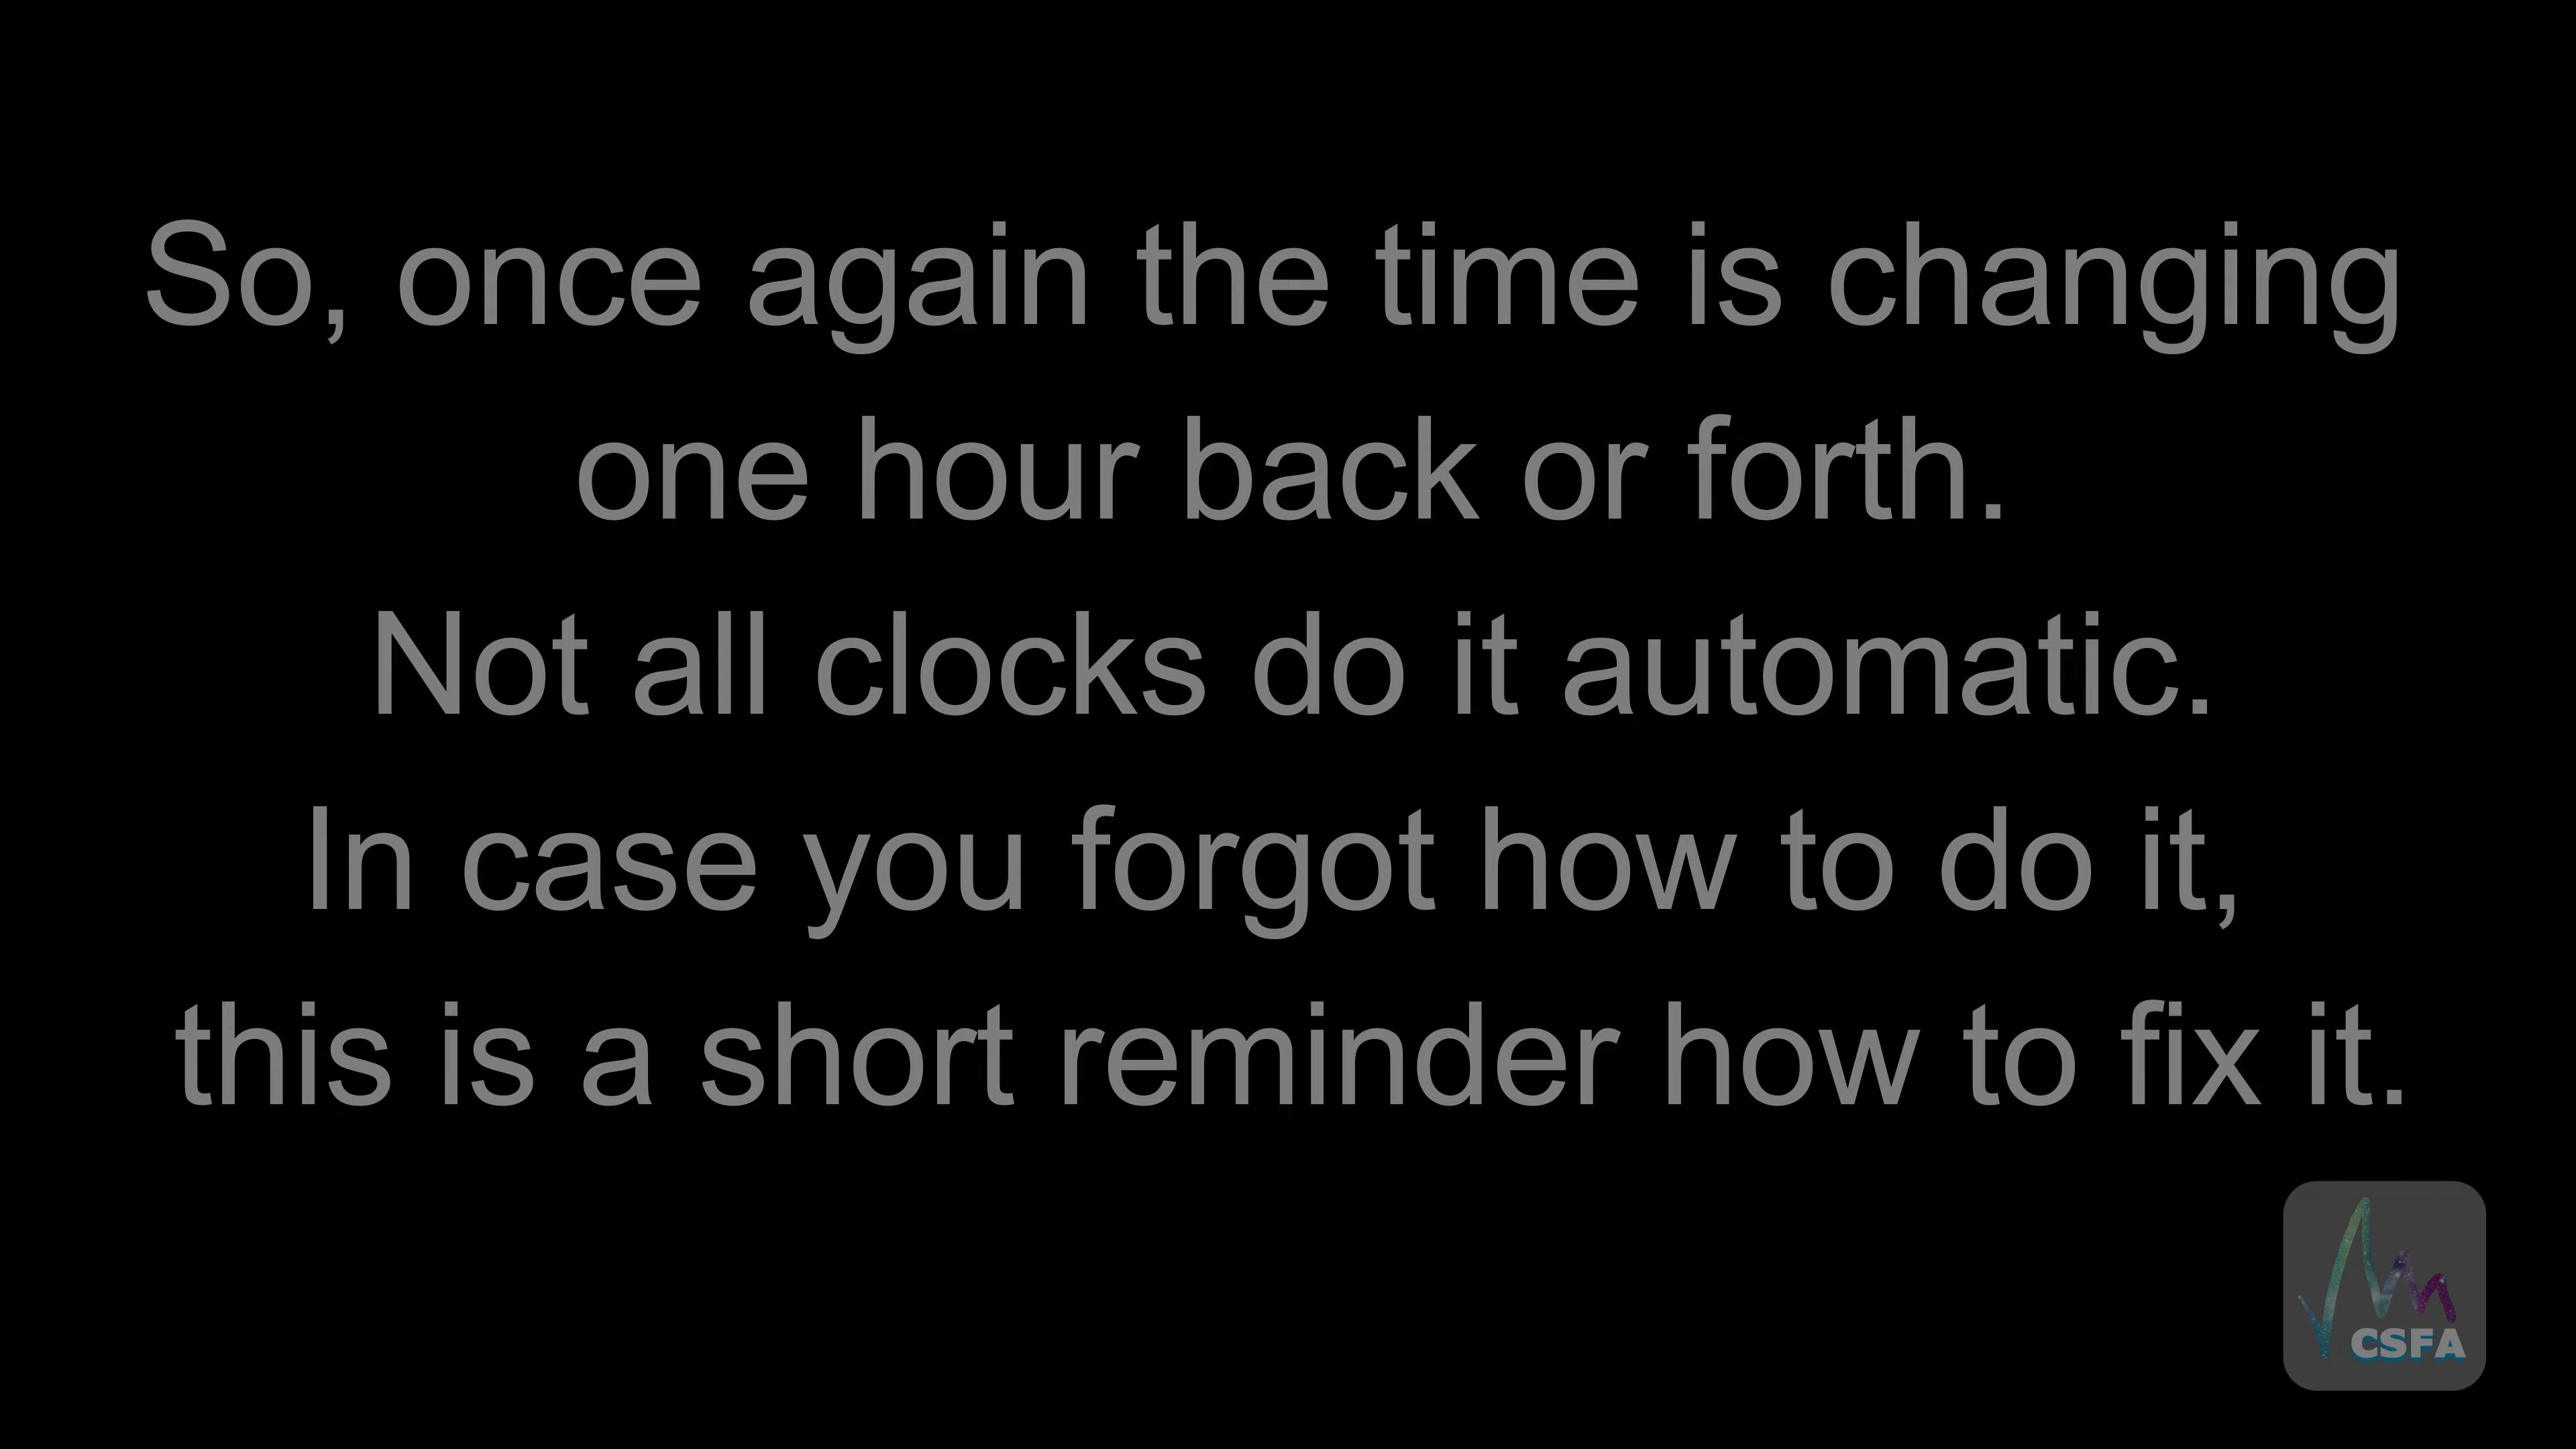 So, once again the time is changing
one hour back or forth.
Not all clocks do it automatic.
In case you forgot how to do it,
this is a short reminder how to fix it.
CSFA